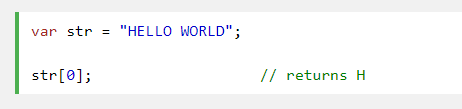 var str = "HELLO WORLD";
str[0];                    // returns H